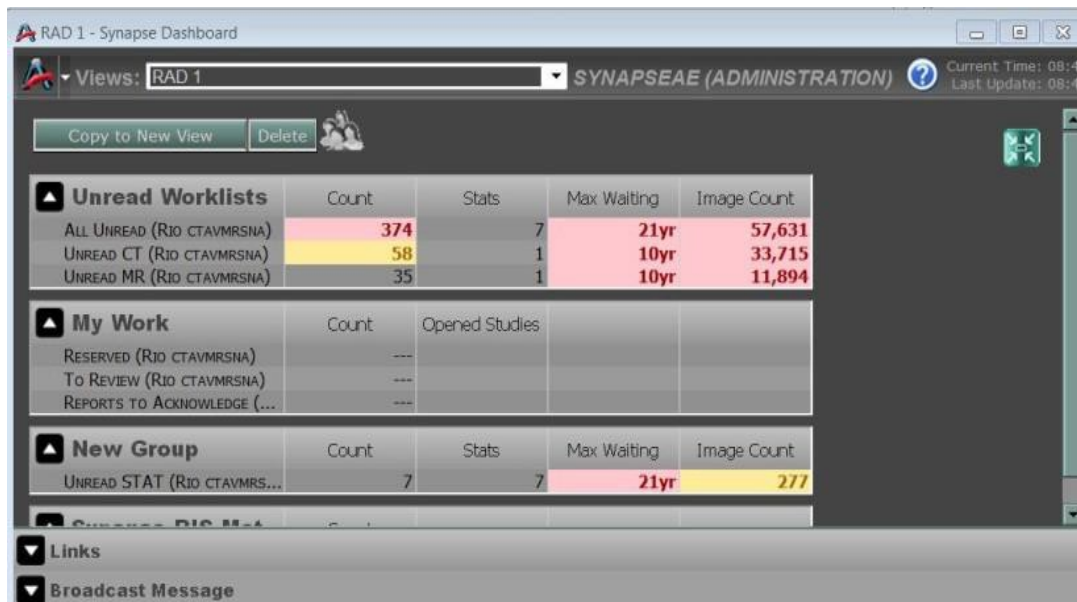 RAD 1 - Synapse Dashboard
Views: RAD 1 SYNAPSEAE (ADMINISTRATION) ? Current Time: 08:4
Last Update: 08:4
Copy to New View Delete
Unread Worklists Count Stats Max Waiting Image Count
ALL UNREAD (RIO CTAVMRSNA) 374 7 21yr 57,631
UNREAD CT (RIO CTAVMRSNA) 58 1 10yr 33,715
UNREAD MR (RIO CTAVMRSNA) 35 1 10yr 11,894
My Work Count Opened Studies
RESERVED (RIO CTAVMRSNA) ---
TO REVIEW (RIO CTAVMRSNA) ---
REPORTS TO ACKNOWLEDGE (... ---
New Group Count Stats Max Waiting Image Count
UNREAD STAT (RIO CTAVMRS... 7 7 21yr 277
Links
Broadcast Message